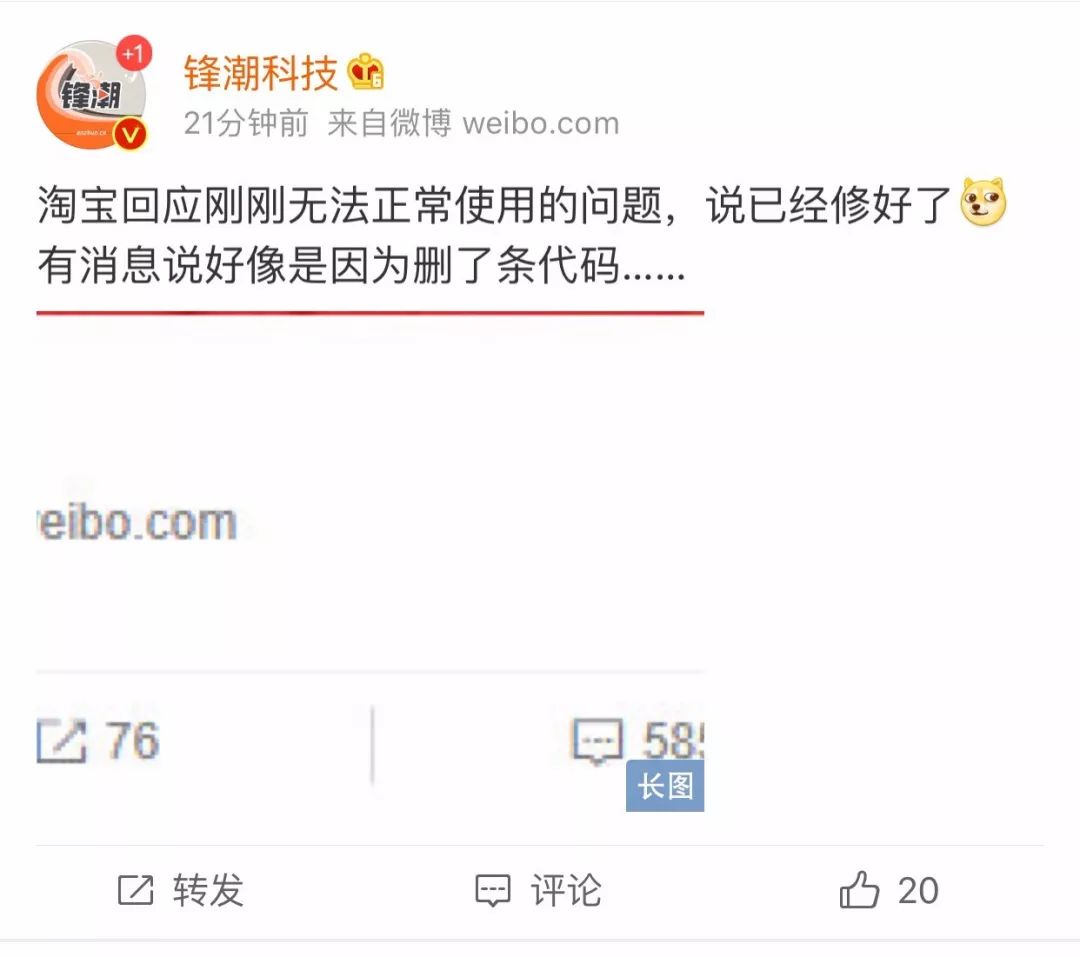 +1
锋潮
锋潮科技
21分钟前 来自微博 weibo.com
淘宝回应刚刚无法正常使用的问题，说已经修好了
有消息说好像是因为删了条代码......
eibo.com
76
585
长图
转发
评论
20